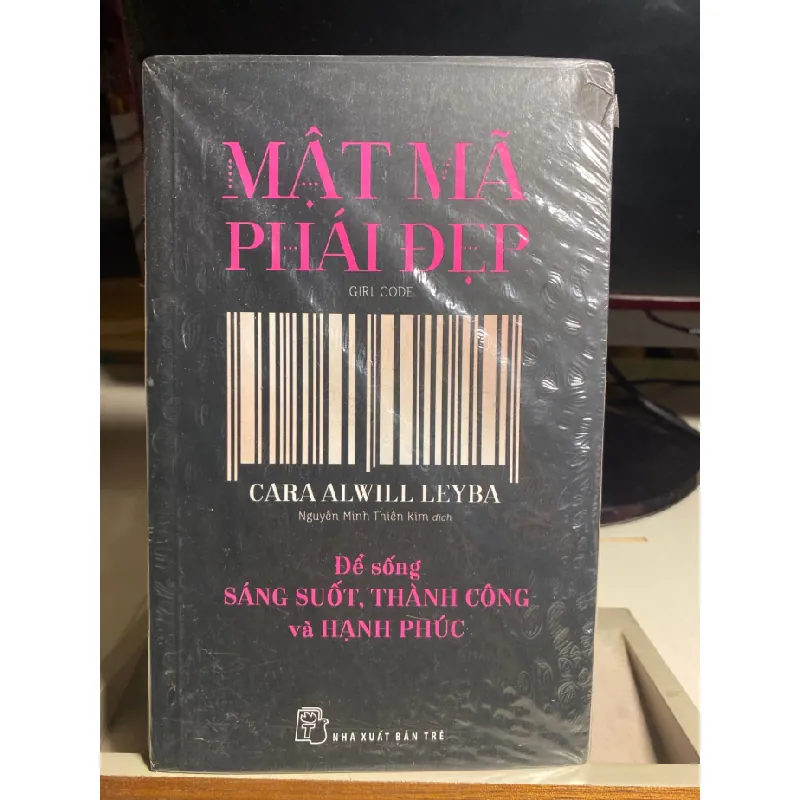 MẬT MÃ
PHÁI ĐẸP
GIRL CODE
CARA ALWILL LEYBA
Nguyễn Minh Thiên Kim dịch
Để sống
SÁNG SUỐT, THÀNH CÔNG
và HẠNH PHÚC
NHÀ XUẤT BẢN TRẺ